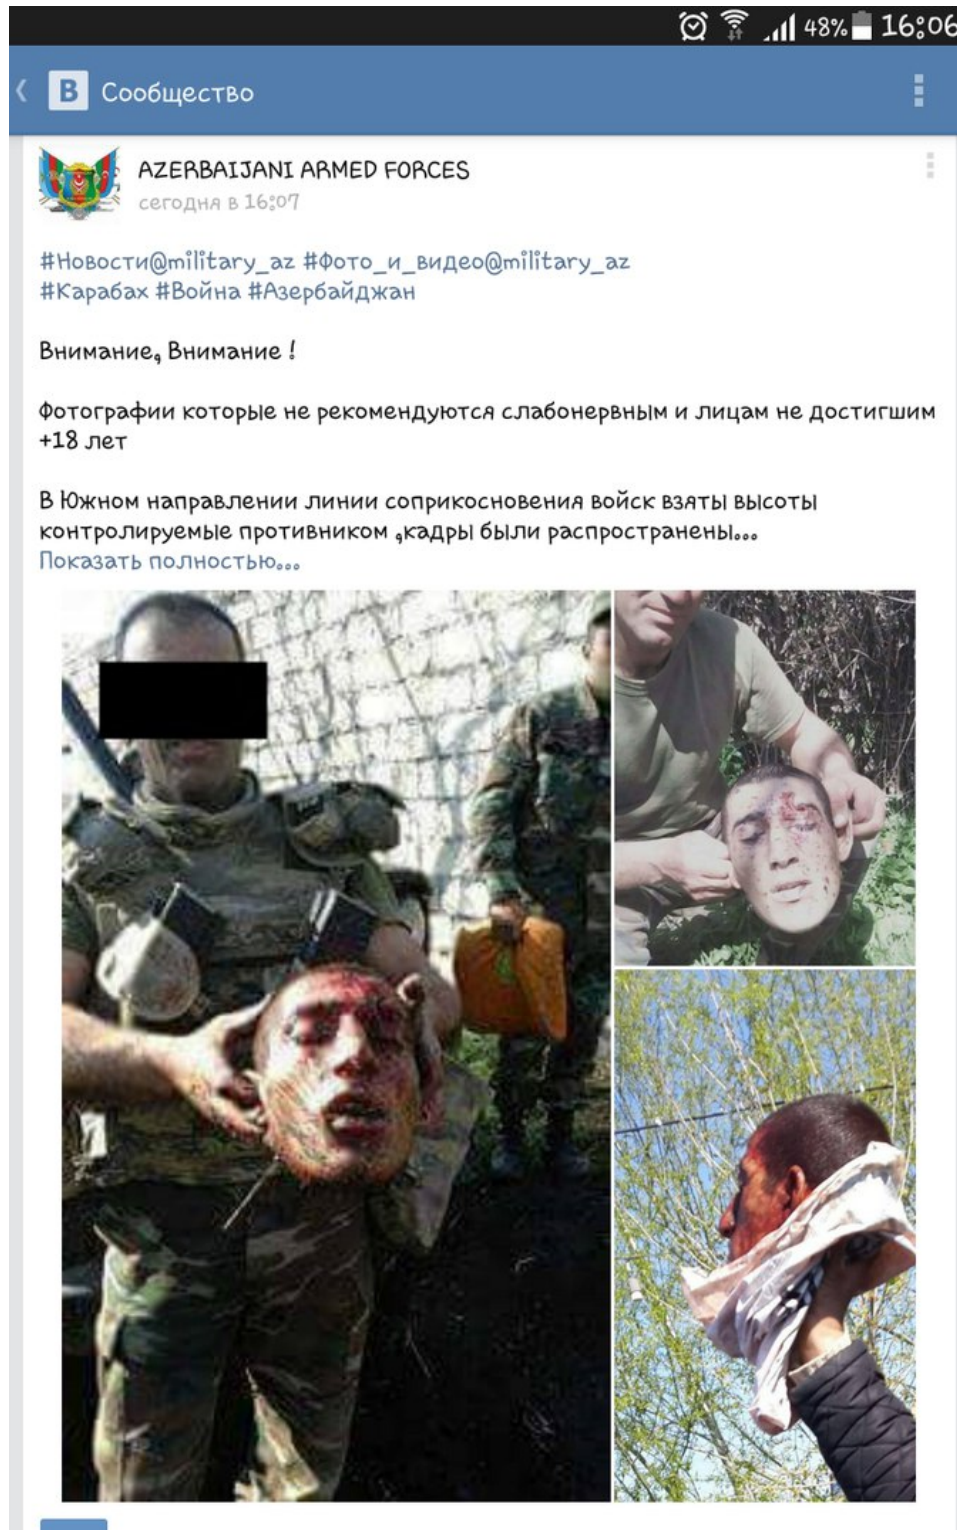 48% 16:06
B Сообщество
AZERBAIJANI ARMED FORCES
сегодня в 16:07
#Новости@military_az #Фото_и_видео@military_az
#Карабах #Война #Азербайджан
Внимание, Внимание !
Фотографии которые не рекомендуются слабонервным и лицам не достигшим
+18 лет
В Южном направлении линии соприкосновения войск взяты высоты
контролируемые противником ,кадры были распространены...
Показать полностью...